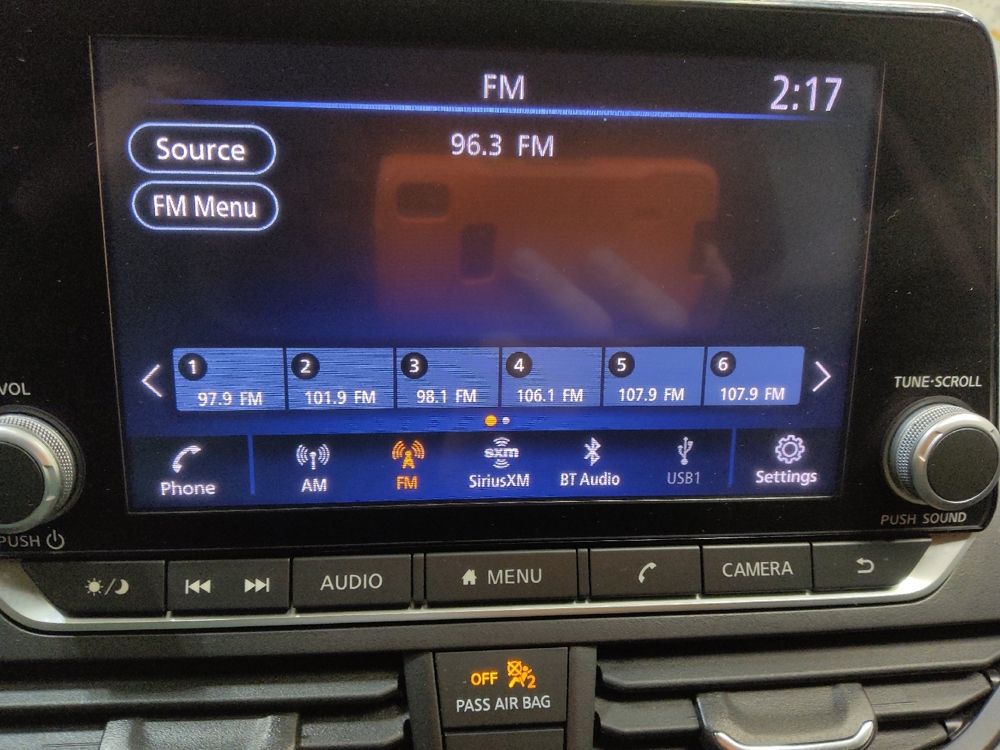 FM
2:17
Source
96.3 FM
FM Menu
1 2 3 4 5 6
97.9 FM 101.9 FM 98.1 FM 106.1 FM 107.9 FM 107.9 FM
VOL
TUNE•SCROLL
sxm
Phone AM FM SiriusXM BT Audio USB1 Settings
PUSH
PUSH SOUND
AUDIO MENU CAMERA
OFF 2
PASS AIR BAG